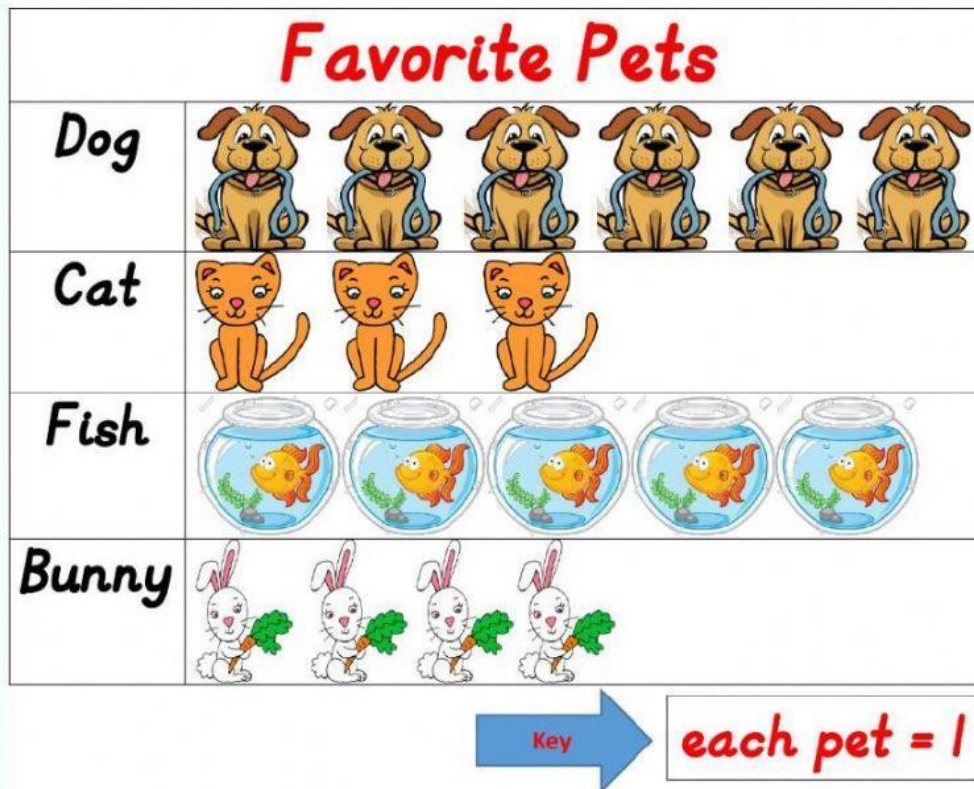 Favorite Pets
Dog
Cat
Fish
Bunny
Key
each pet = 1